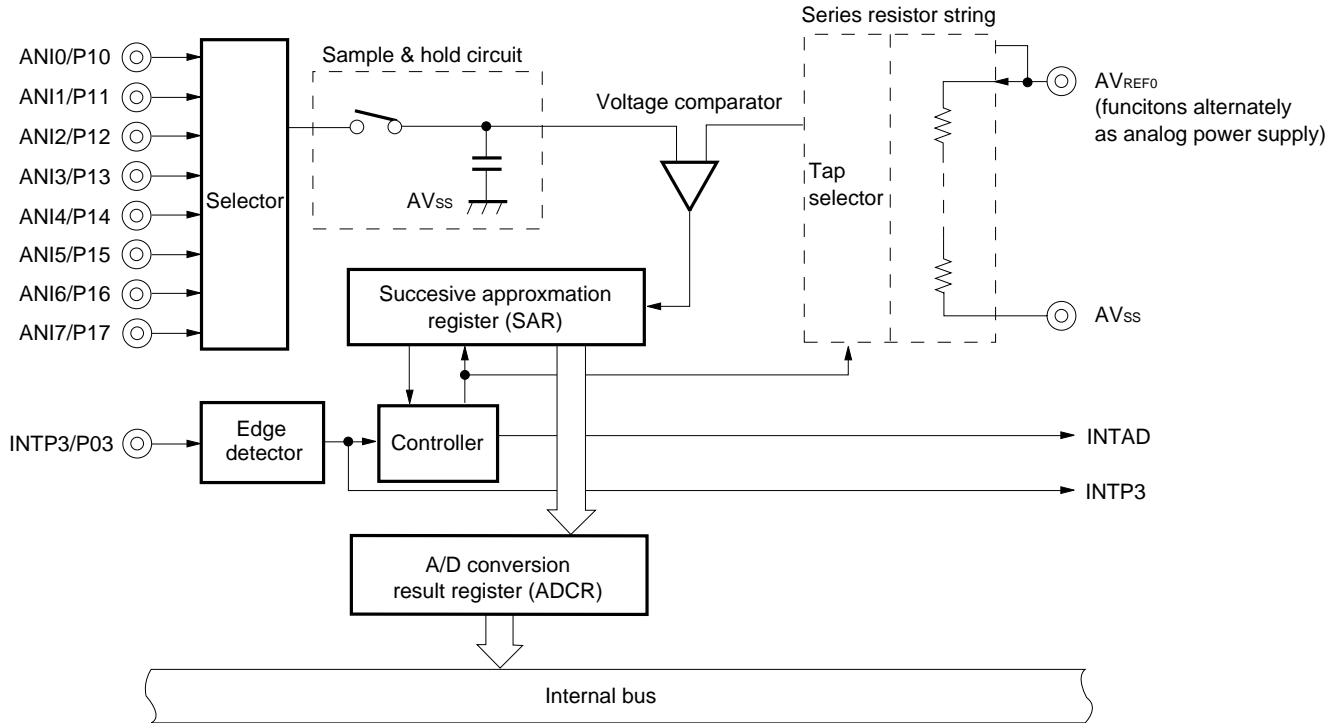 Series resistor string
ANI0/P10
ANI1/P11
ANI2/P12
ANI3/P13
ANI4/P14
ANI5/P15
ANI6/P16
ANI7/P17
Selector
Sample & hold circuit
AVSS
Voltage comparator
Tap
selector
AVREF0
(funcitons alternately
as analog power supply)
AVSS
Succesive approxmation
register (SAR)
INTP3/P03
Edge
detector
Controller
INTAD
INTP3
A/D conversion
result register (ADCR)
Internal bus